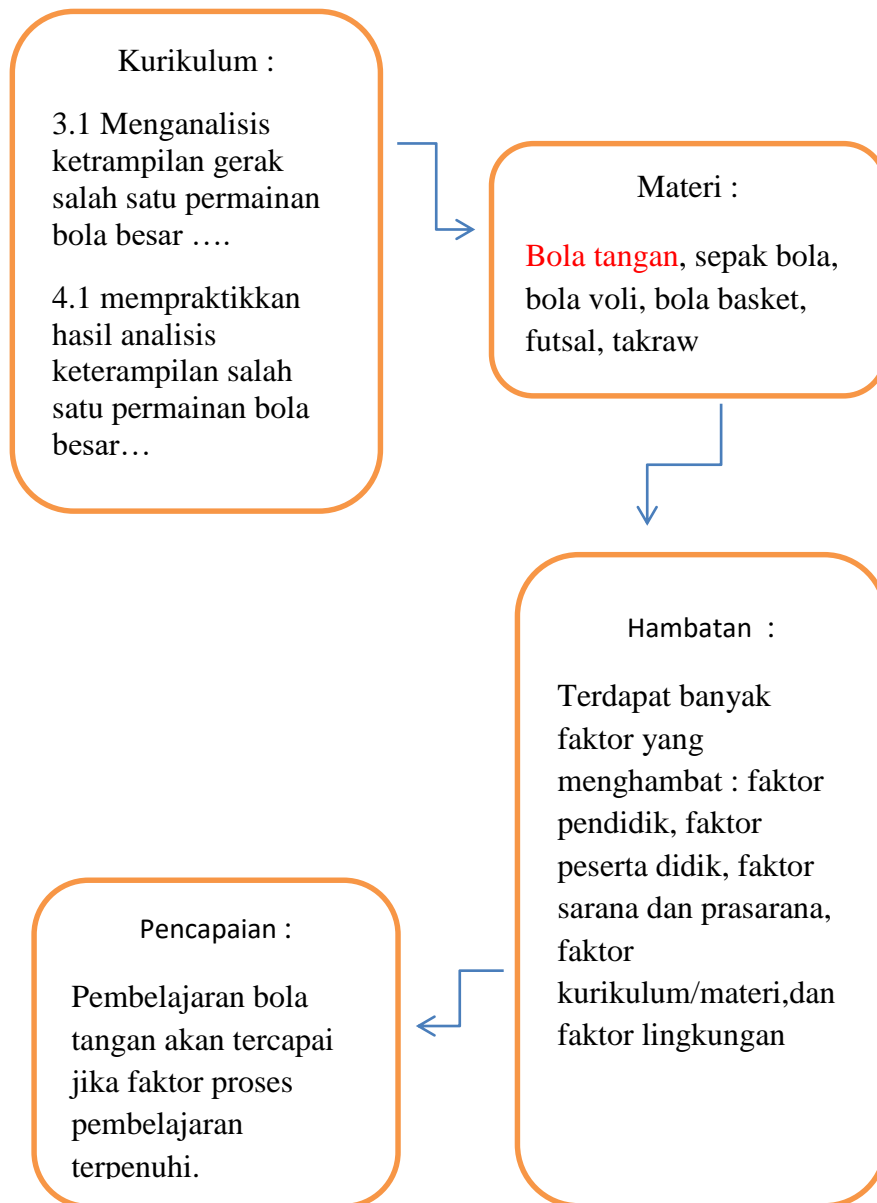 Kurikulum :
3.1 Menganalisis
ketrampilan gerak
salah satu permainan
bola besar ….
4.1 mempraktikkan
hasil analisis
keterampilan salah
satu permainan bola
besar…
Materi :
Bola tangan, sepak bola,
bola voli, bola basket,
futsal, takraw
Hambatan :
Terdapat banyak
faktor yang
menghambat : faktor
pendidik, faktor
peserta didik, faktor
sarana dan prasarana,
faktor
kurikulum/materi,dan
faktor lingkungan
Pencapaian :
Pembelajaran bola
tangan akan tercapai
jika faktor proses
pembelajaran
terpenuhi.